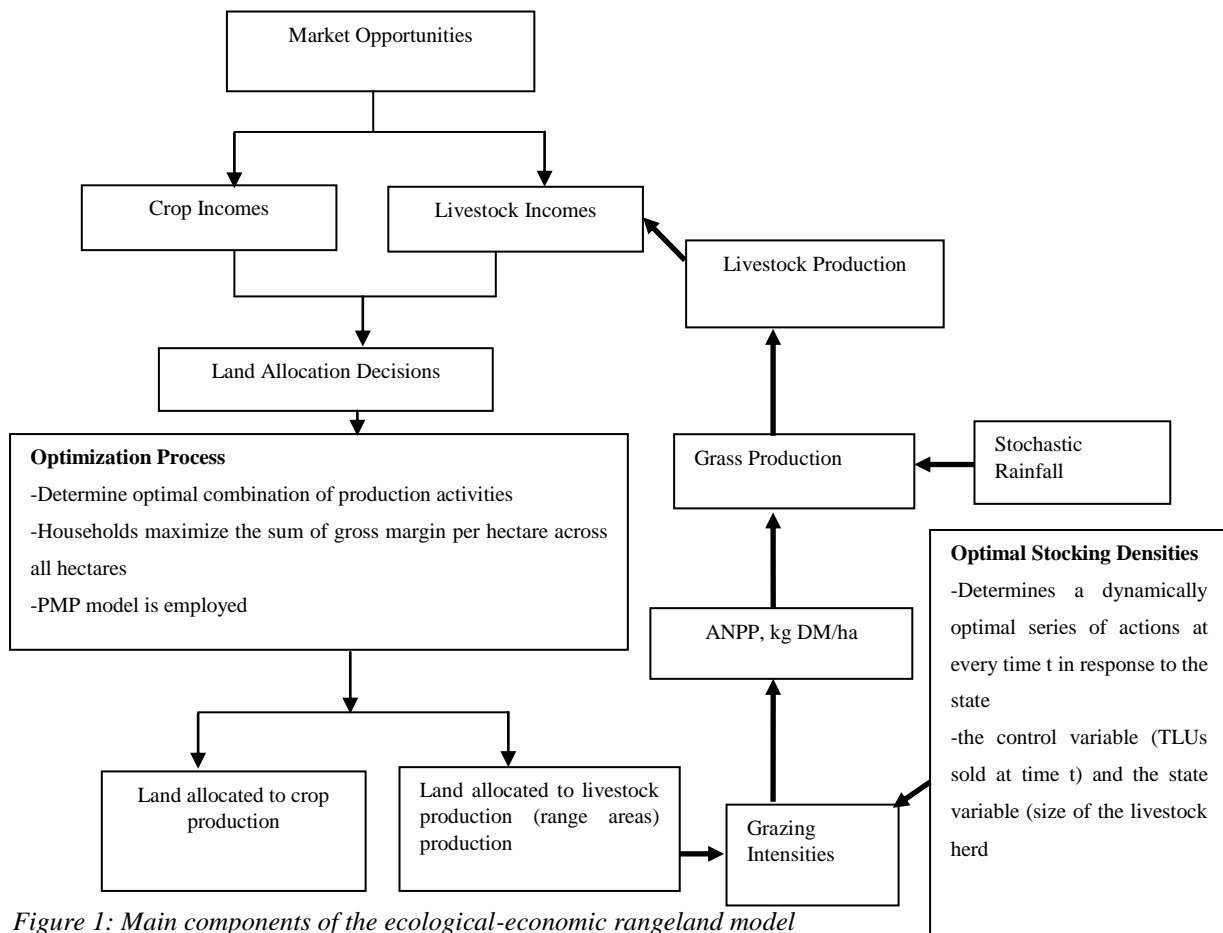 Market Opportunities
Crop Incomes
Livestock Incomes
Livestock Production
Land Allocation Decisions
Optimization Process
-Determine optimal combination of production activities
-Households maximize the sum of gross margin per hectare across
all hectares
-PMP model is employed
Grass Production
Stochastic
Rainfall
Optimal Stocking Densities
-Determines a dynamically
optimal series of actions at
every time t in response to the
state
-the control variable (TLUs
sold at time t) and the state
variable (size of the livestock
herd
ANPP, kg DM/ha
Land allocated to crop
production
Land allocated to livestock
production (range areas)
production
Grazing
Intensities
Figure 1: Main components of the ecological-economic rangeland model